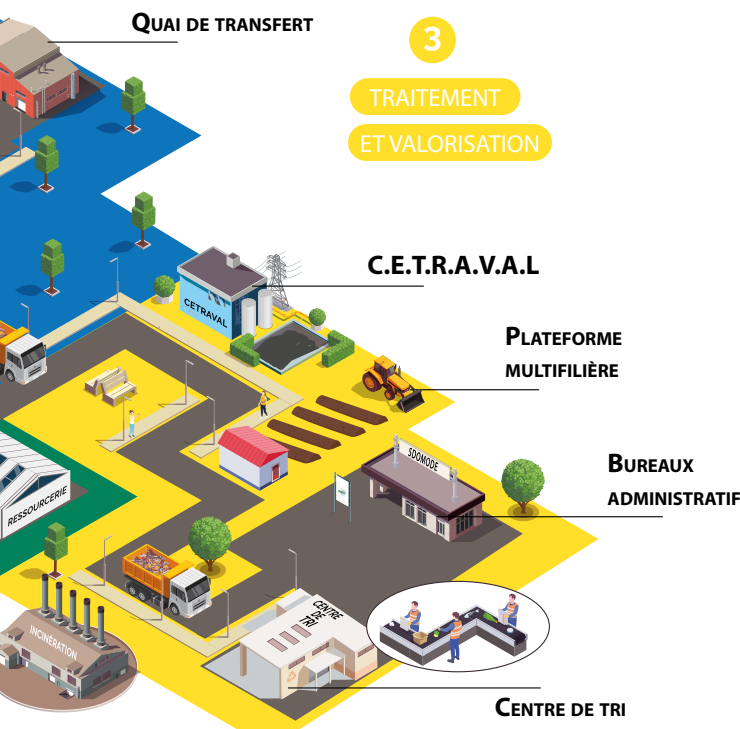 QUAI DE TRANSFERT
3
TRAITEMENT
ET VALORISATION
C.E.T.R.A.V.A.L
CETRAVAL
PLATEFORME
MULTIFILIÈRE
SDOMODE
BUREAUX
ADMINISTRATIF
RESSOURCERIE
CENTRE
DE
TRI
INCINÉRATION
CENTRE DE TRI